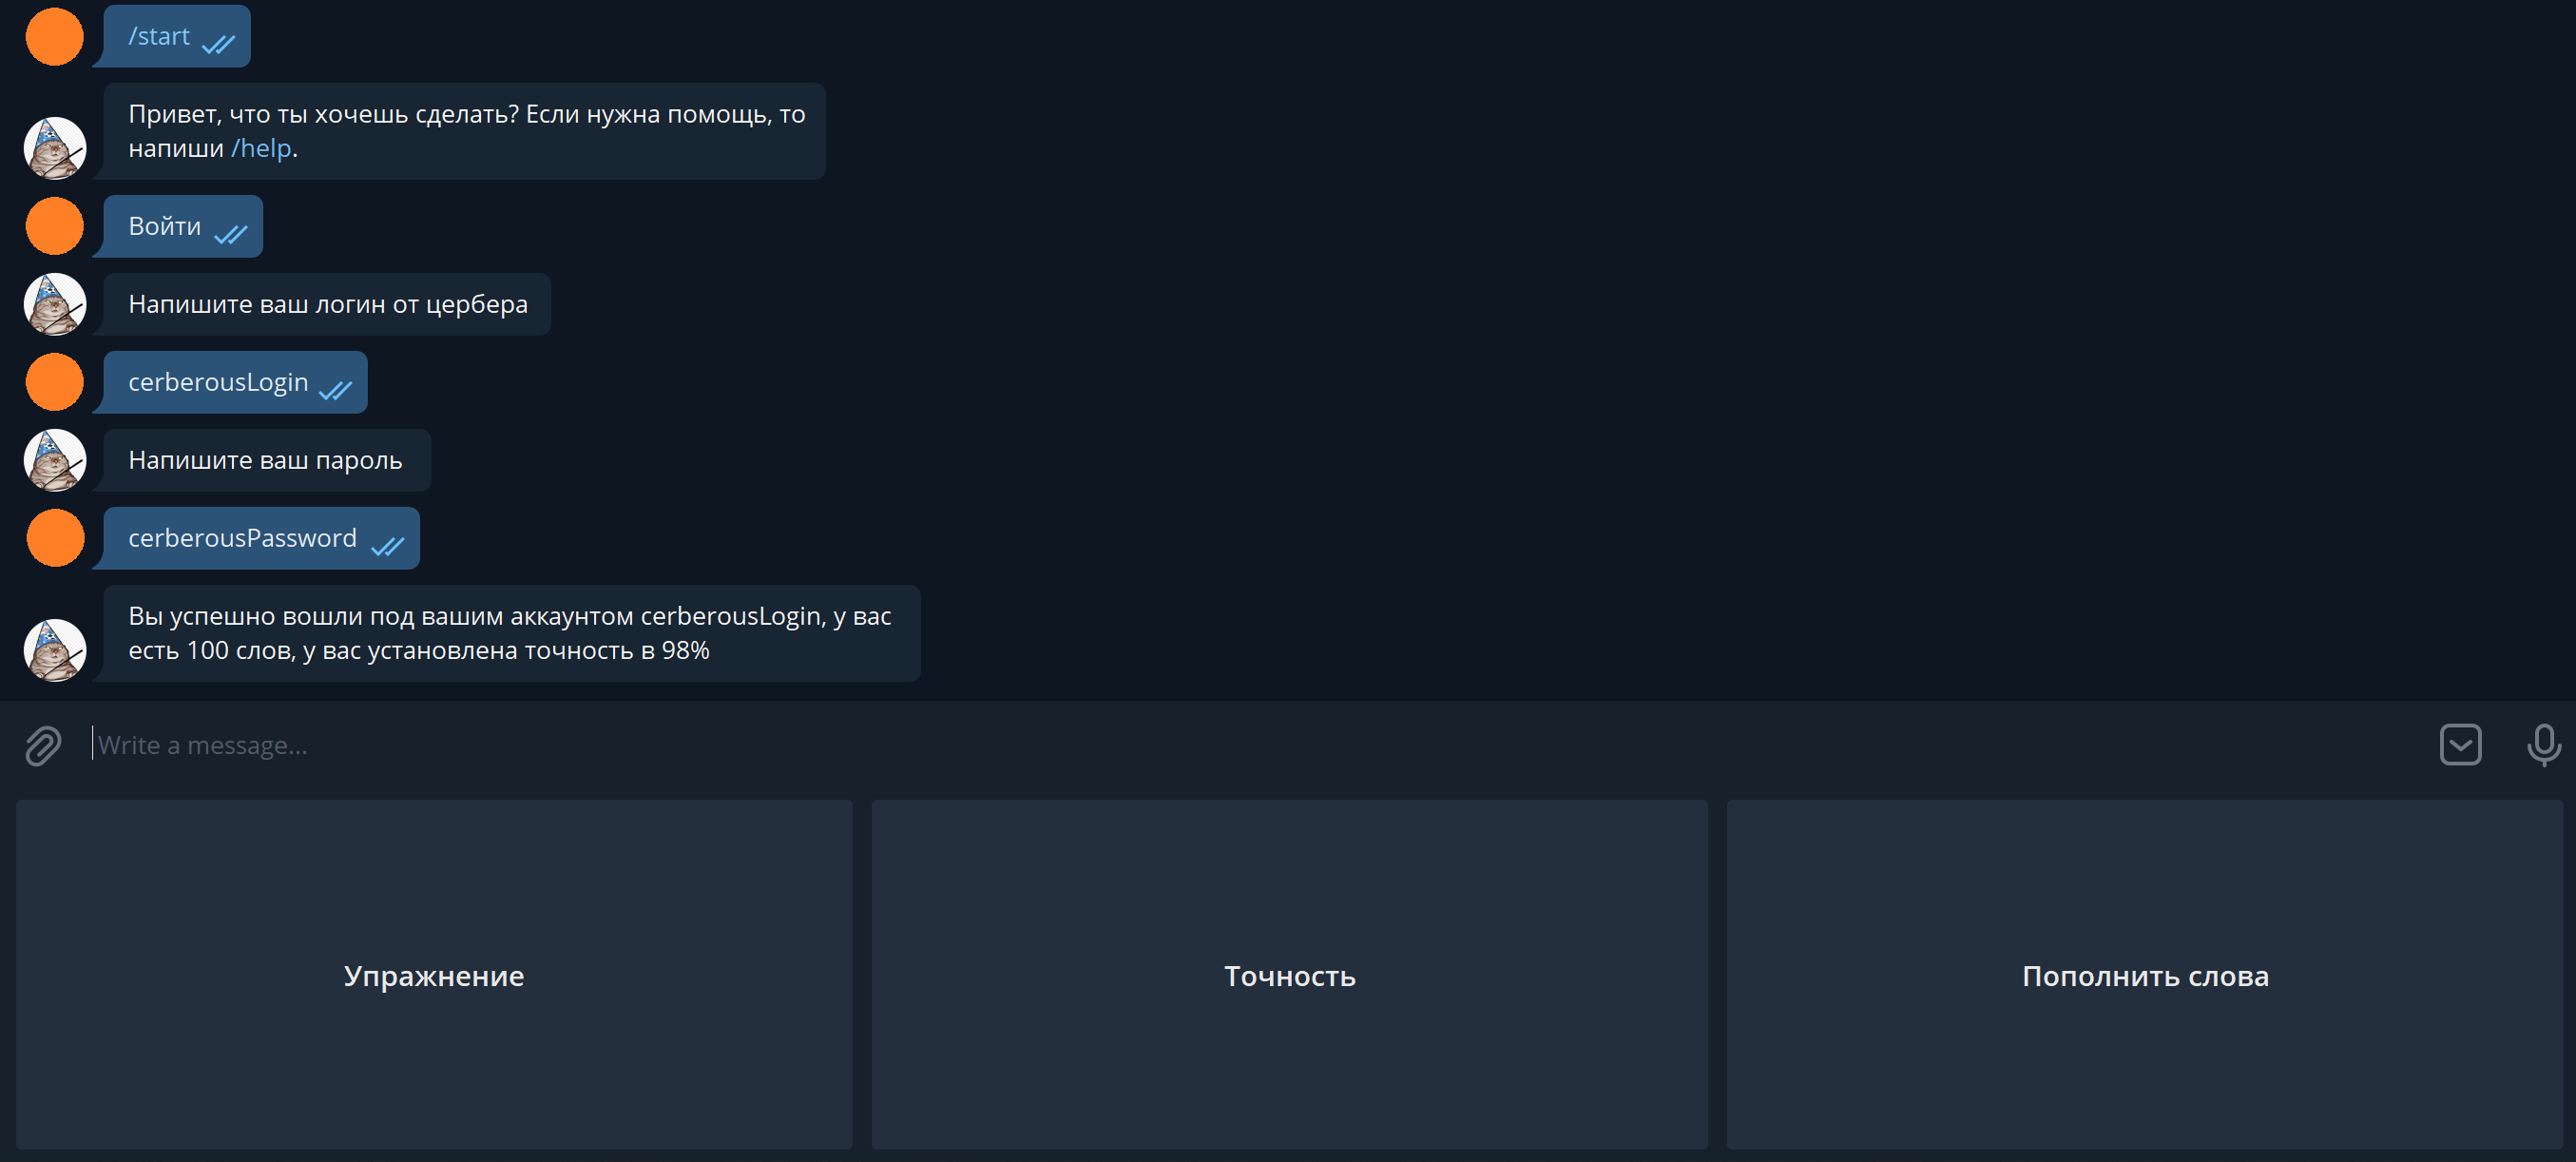 /start
Привет, что ты хочешь сделать? Если нужна помощь, то
напиши /help.
Войти
Напишите ваш логин от цербера
cerberousLogin
Напишите ваш пароль
cerberousPassword
Вы успешно вошли под вашим аккаунтом cerberousLogin, у вас
есть 100 слов, у вас установлена точность в 98%
Write a message...
Упражнение
Точность
Пополнить слова